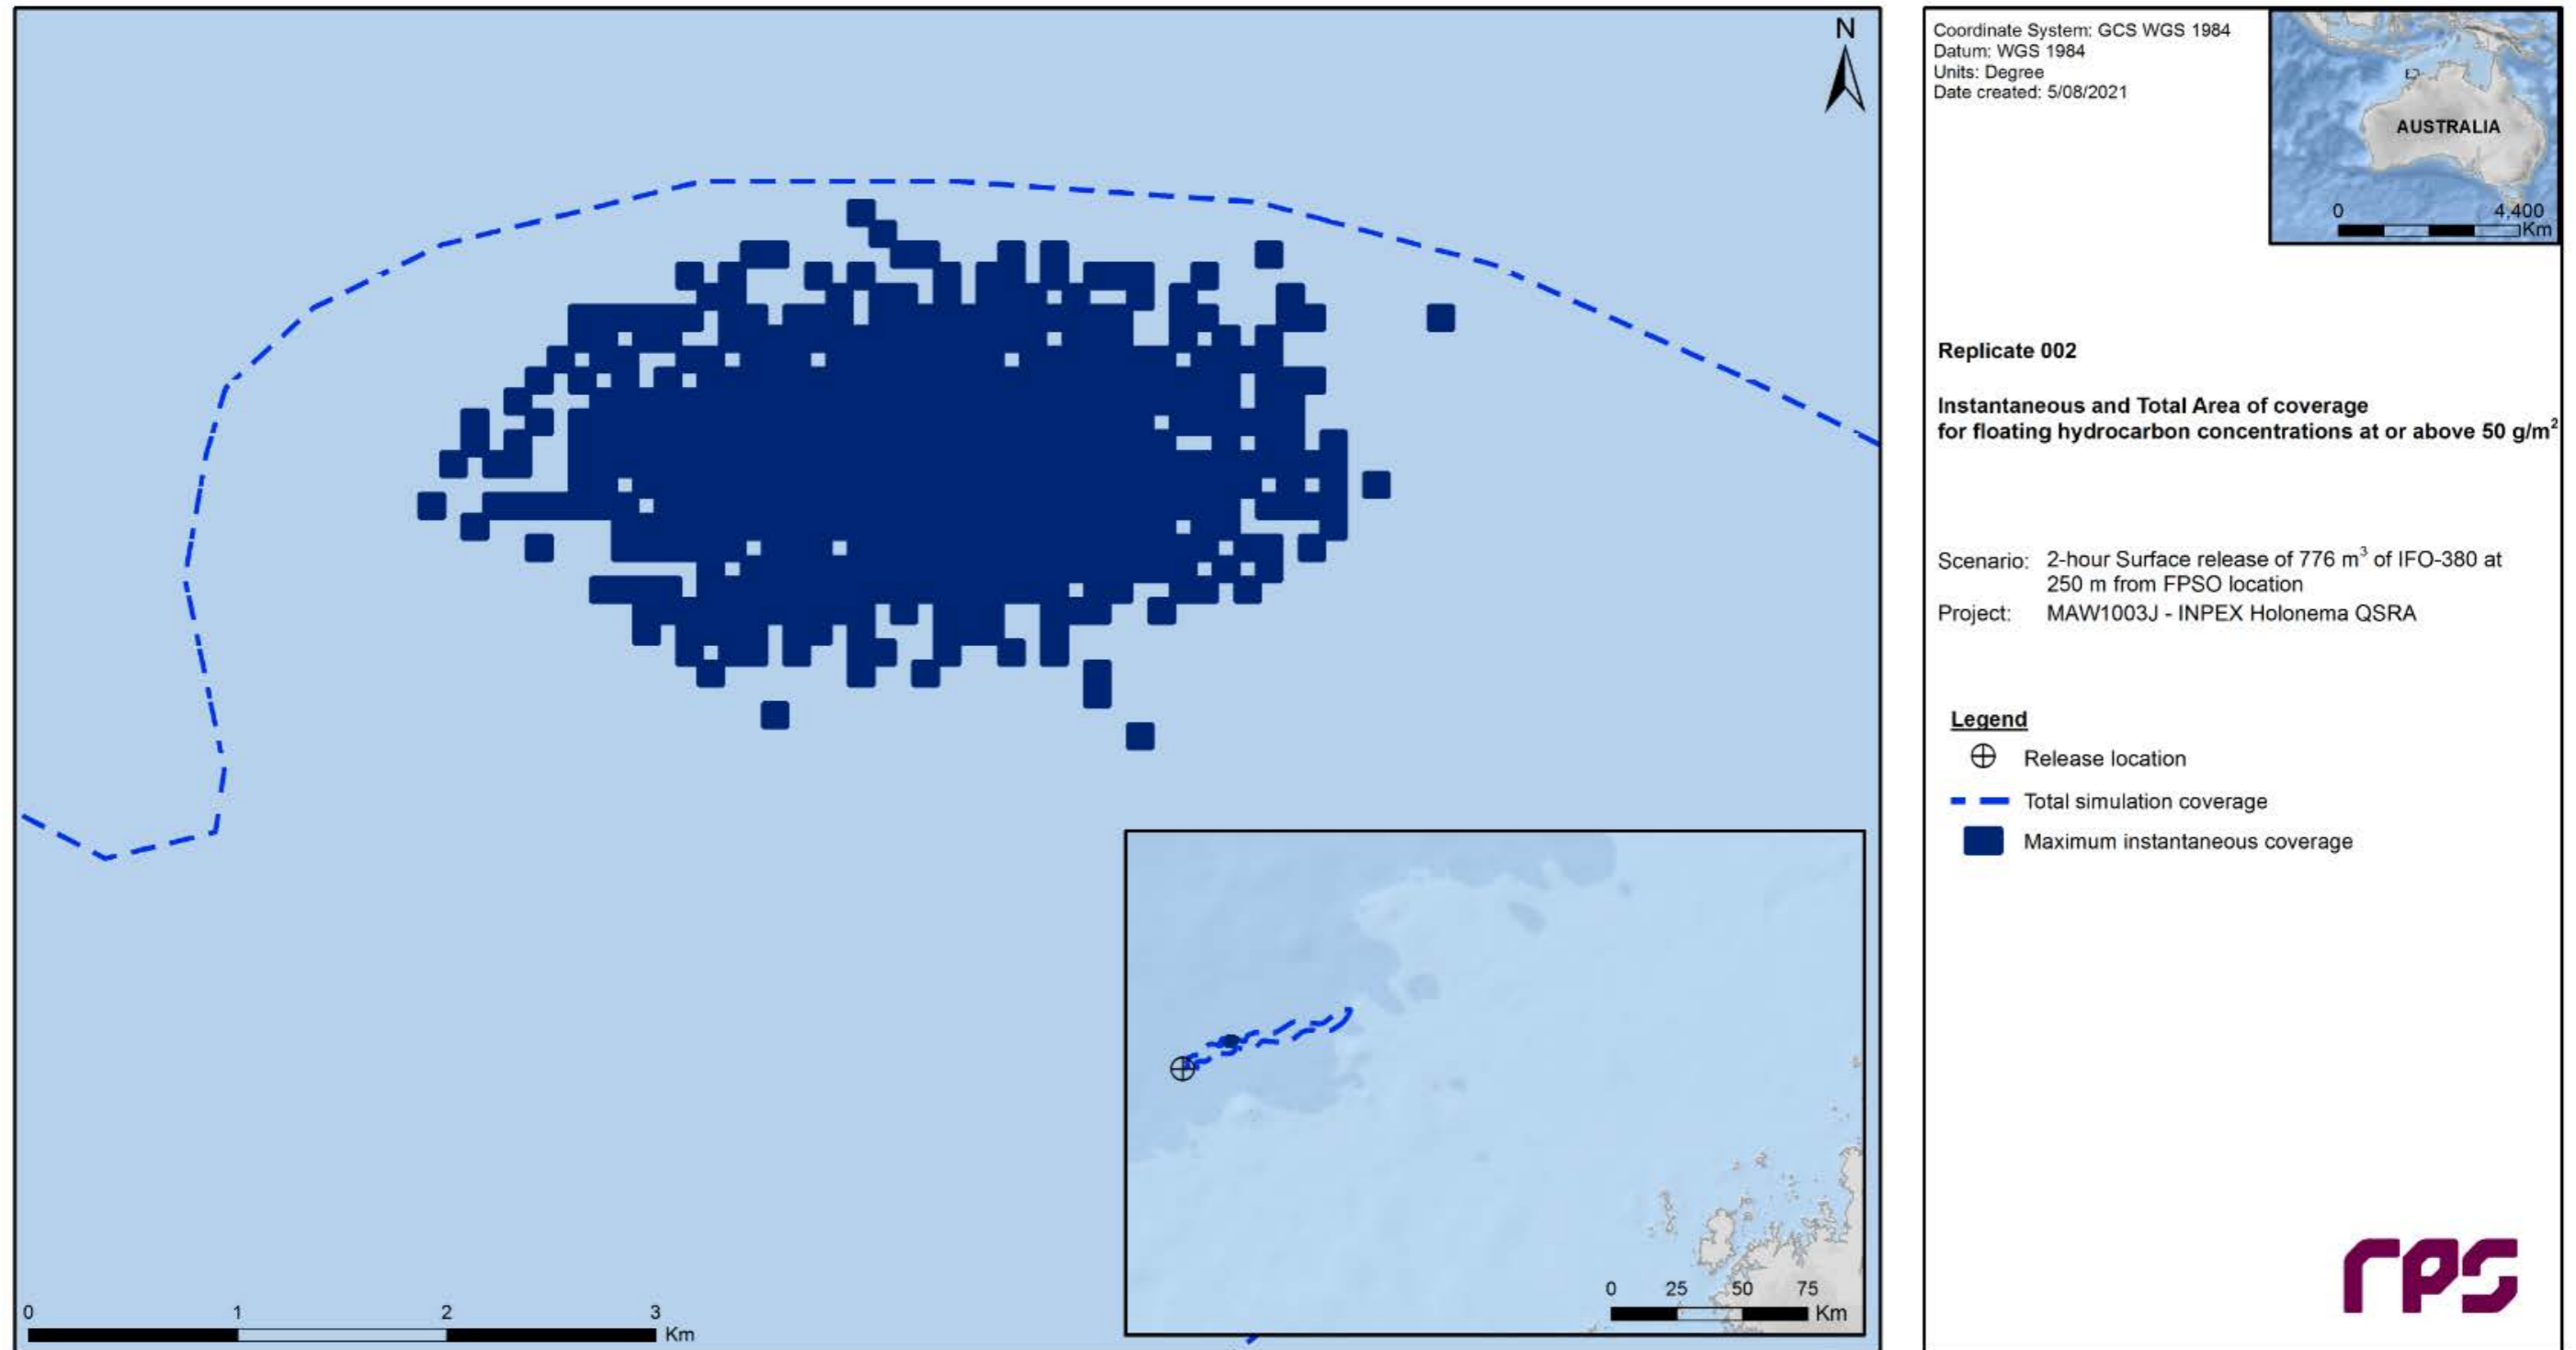 N
0 1 2 3
Km
0 25 50 75
Km
Coordinate System: GCS WGS 1984
Datum: WGS 1984
Units: Degree
Date created: 5/08/2021
AUSTRALIA
0 4,400
Km
Replicate 002
Instantaneous and Total Area of coverage
for floating hydrocarbon concentrations at or above 50 g/m²
Scenario: 2-hour Surface release of 776 m³ of IFO-380 at
250 m from FPSO location
Project: MAW1003J - INPEX Holonema QSRA
Legend
Release location
Total simulation coverage
Maximum instantaneous coverage
rps